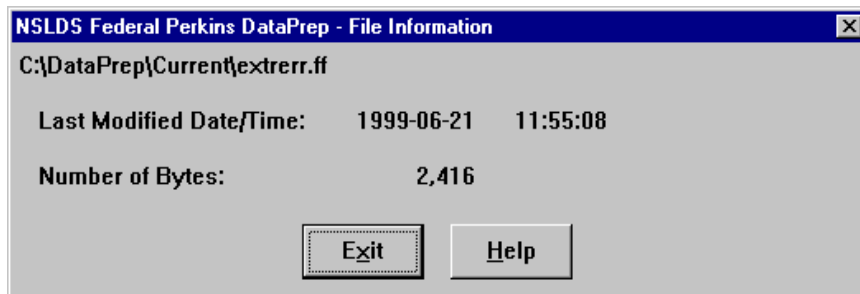 NSLDS Federal Perkins DataPrep - File Information
C:\DataPrep\Current\extrerr.ff
Last Modified Date/Time: 1999-06-21 11:55:08
Number of Bytes: 2,416
Exit Help